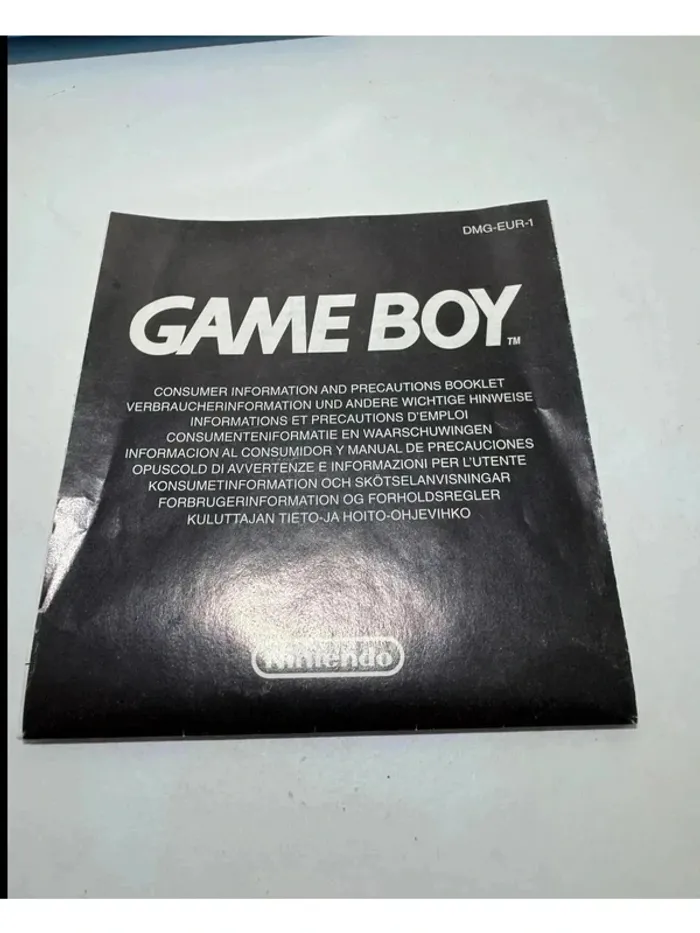 DMG-EUR-1
GAME BOY™
CONSUMER INFORMATION AND PRECAUTIONS BOOKLET
VERBRAUCHERINFORMATION UND ANDERE WICHTIGE HINWEISE
INFORMATIONS ET PRECAUTIONS D'EMPLOI
CONSUMENTENIFORMATIE EN WAARSCHUWINGEN
INFORMACION AL CONSUMIDOR Y MANUAL DE PRECAUCIONES
OPUSCOLD DI AVVERTENZE E INFORMAZIONI PER L'UTENTE
KONSUMETINFORMATION OCH SKÖTSELANVISNINGAR
FORBRUGERINFORMATION OG FORHOLDSREGLER
KULUTTAJAN TIETO-JA HOITO-OHJEVIHKO
Nintendo